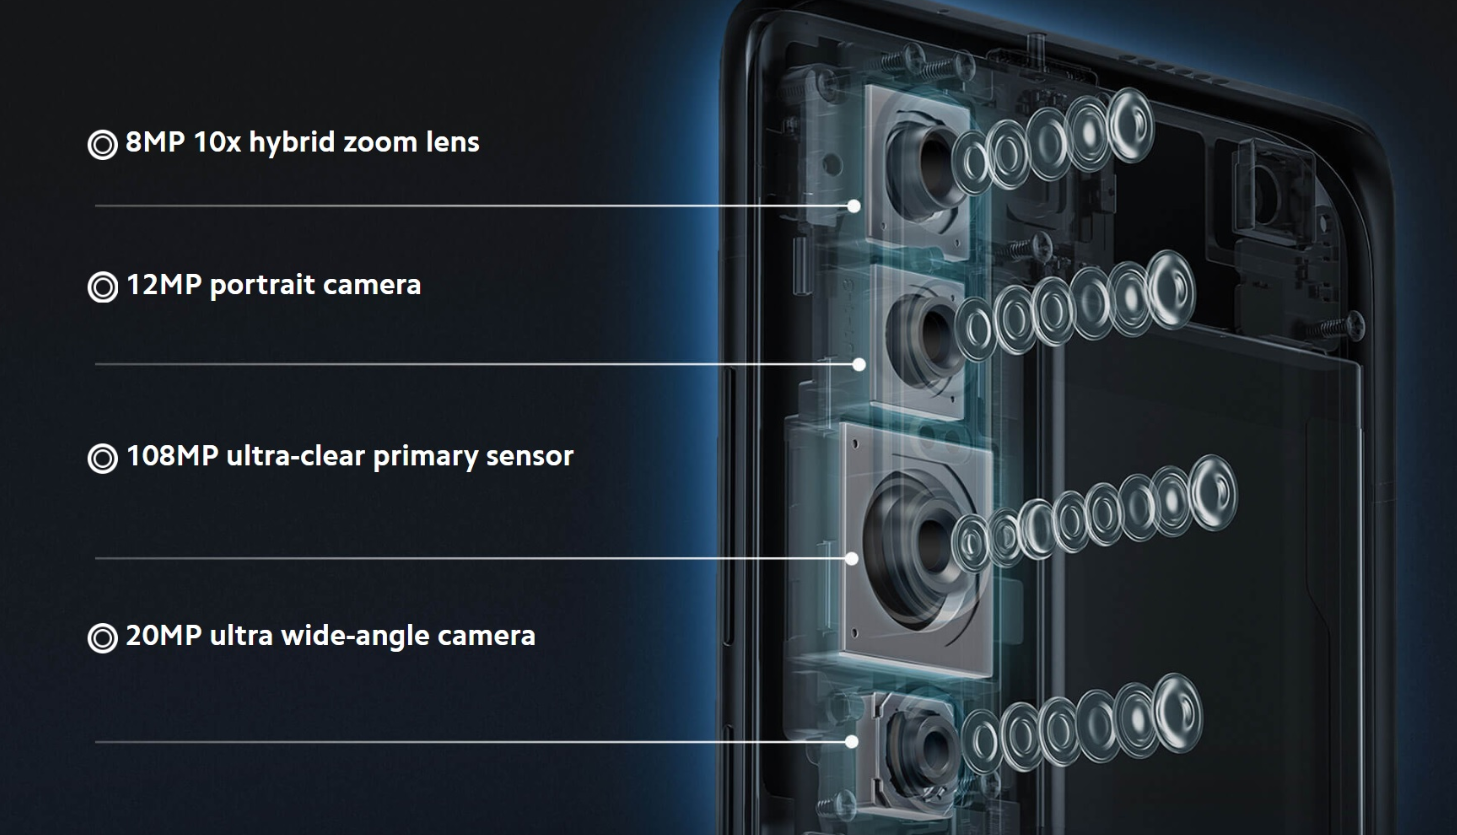 8MP 10x hybrid zoom lens
12MP portrait camera
108MP ultra-clear primary sensor
20MP ultra wide-angle camera